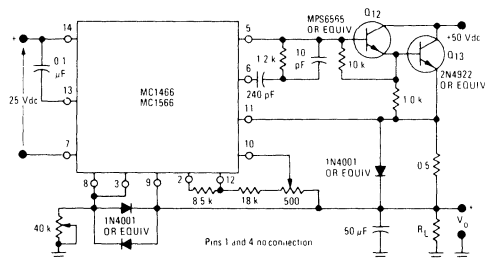 MPS6565 Q12
OR EQUIV
+50 Vdc
14
5
+
1.2 k
10 pF
10 k
Q13
2N4922
OR EQUIV
0.1 µF
MC1466
MC1566
6
240 pF
1.0 k
25 Vdc
13
11
7
10
1N4001
OR EQUIV
0.5
8 3 9 2 12
8.5 k 18 k 500
40 k
1N4001
OR EQUIV
50 µF
RL
Vo
Pins 1 and 4 no connection